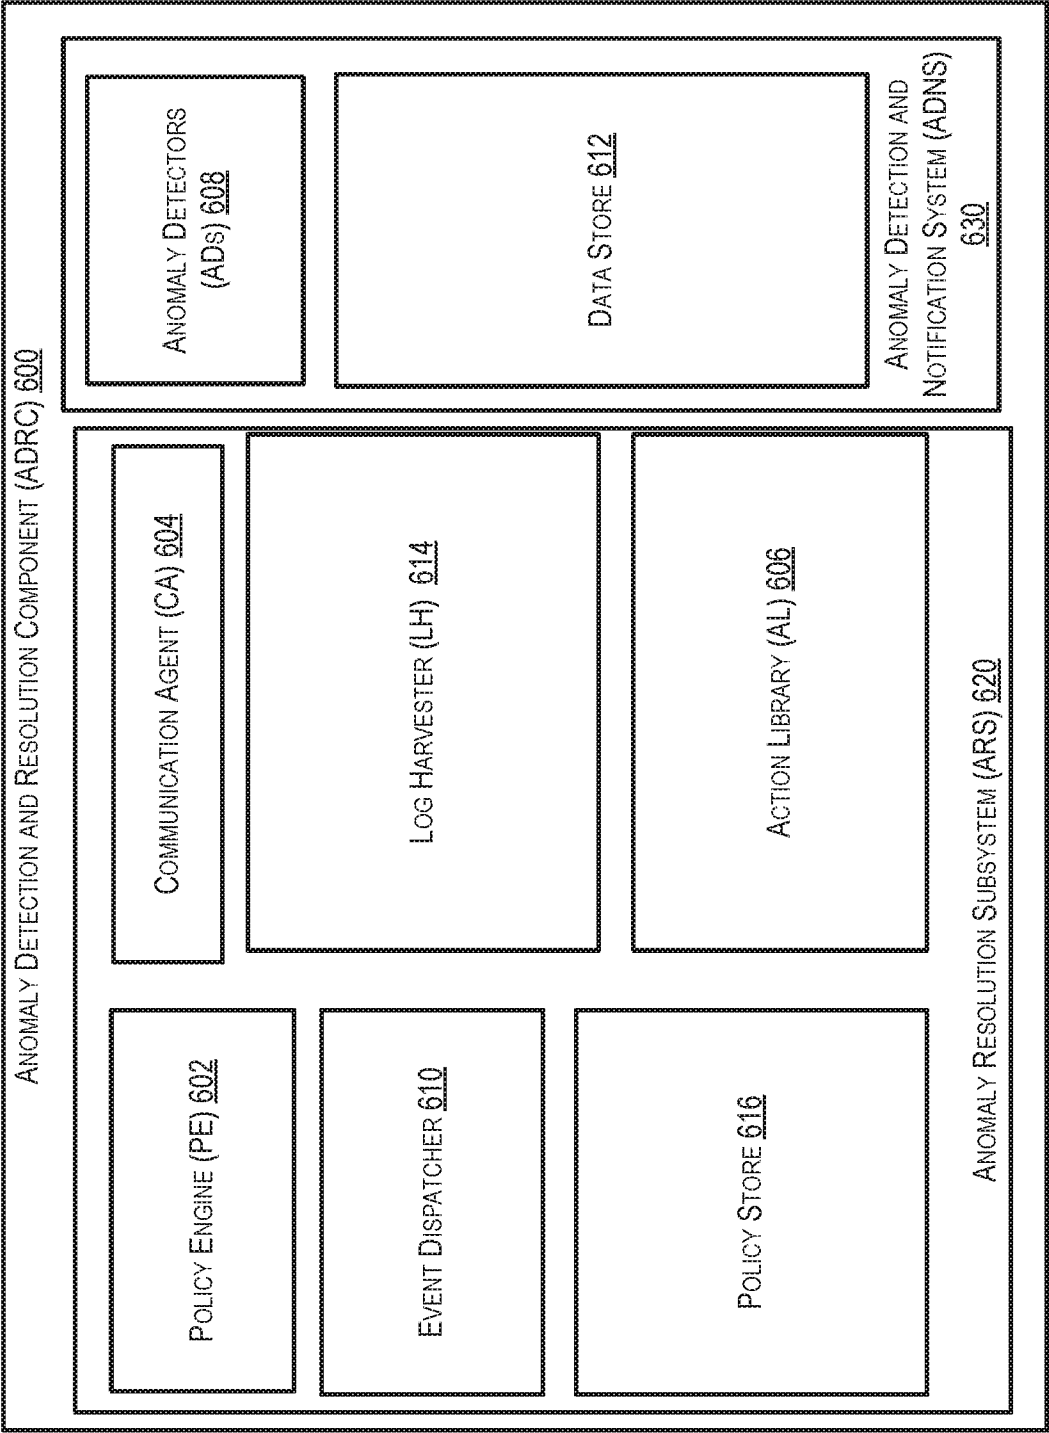 ANOMALY DETECTION AND RESOLUTION COMPONENT (ADRC) 600
POLICY ENGINE (PE) 602
EVENT DISPATCHER 610
POLICY STORE 616
COMMUNICATION AGENT (CA) 604
LOG HARVESTER (LH) 614
ACTION LIBRARY (AL) 606
ANOMALY RESOLUTION SUBSYSTEM (ARS) 620
ANOMALY DETECTORS
(ADS) 608
DATA STORE 612
ANOMALY DETECTION AND
NOTIFICATION SYSTEM (ADNS)
630